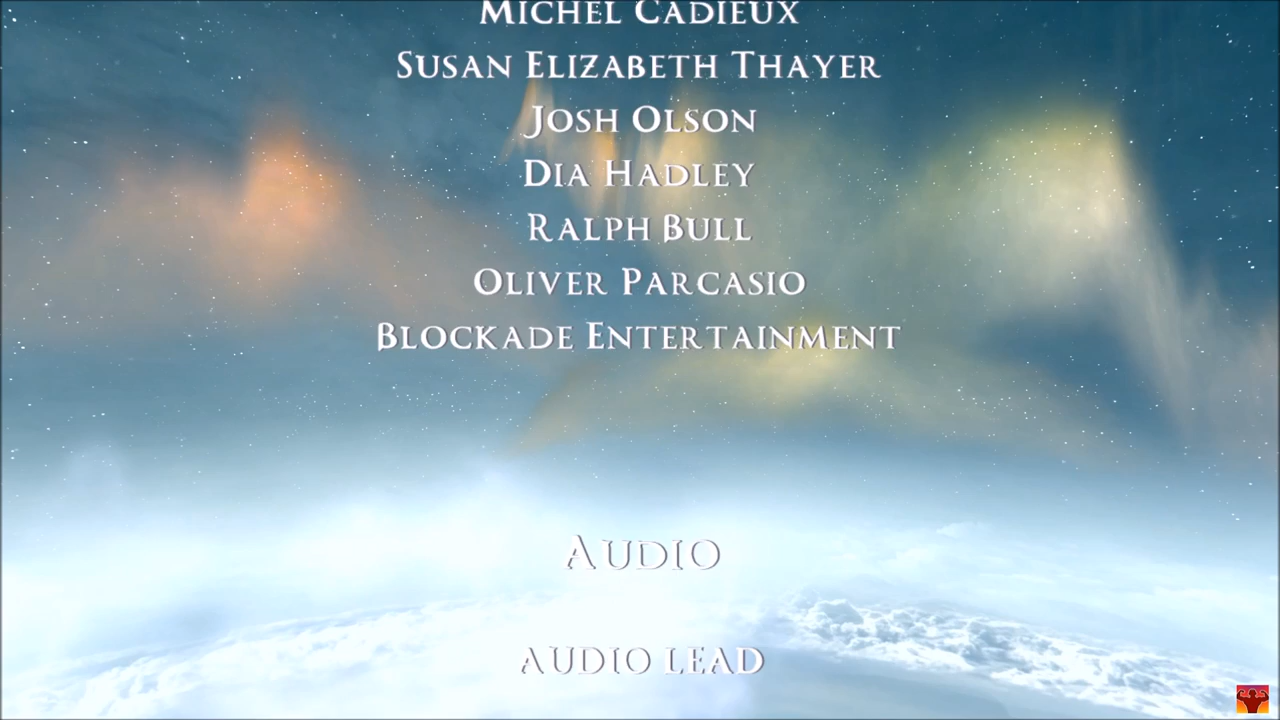 Michel Cadieux
Susan Elizabeth Thayer
Josh Olson
Dia Hadley
Ralph Bull
Oliver Parcasio
Blockade Entertainment
Audio
AUDIO LEAD